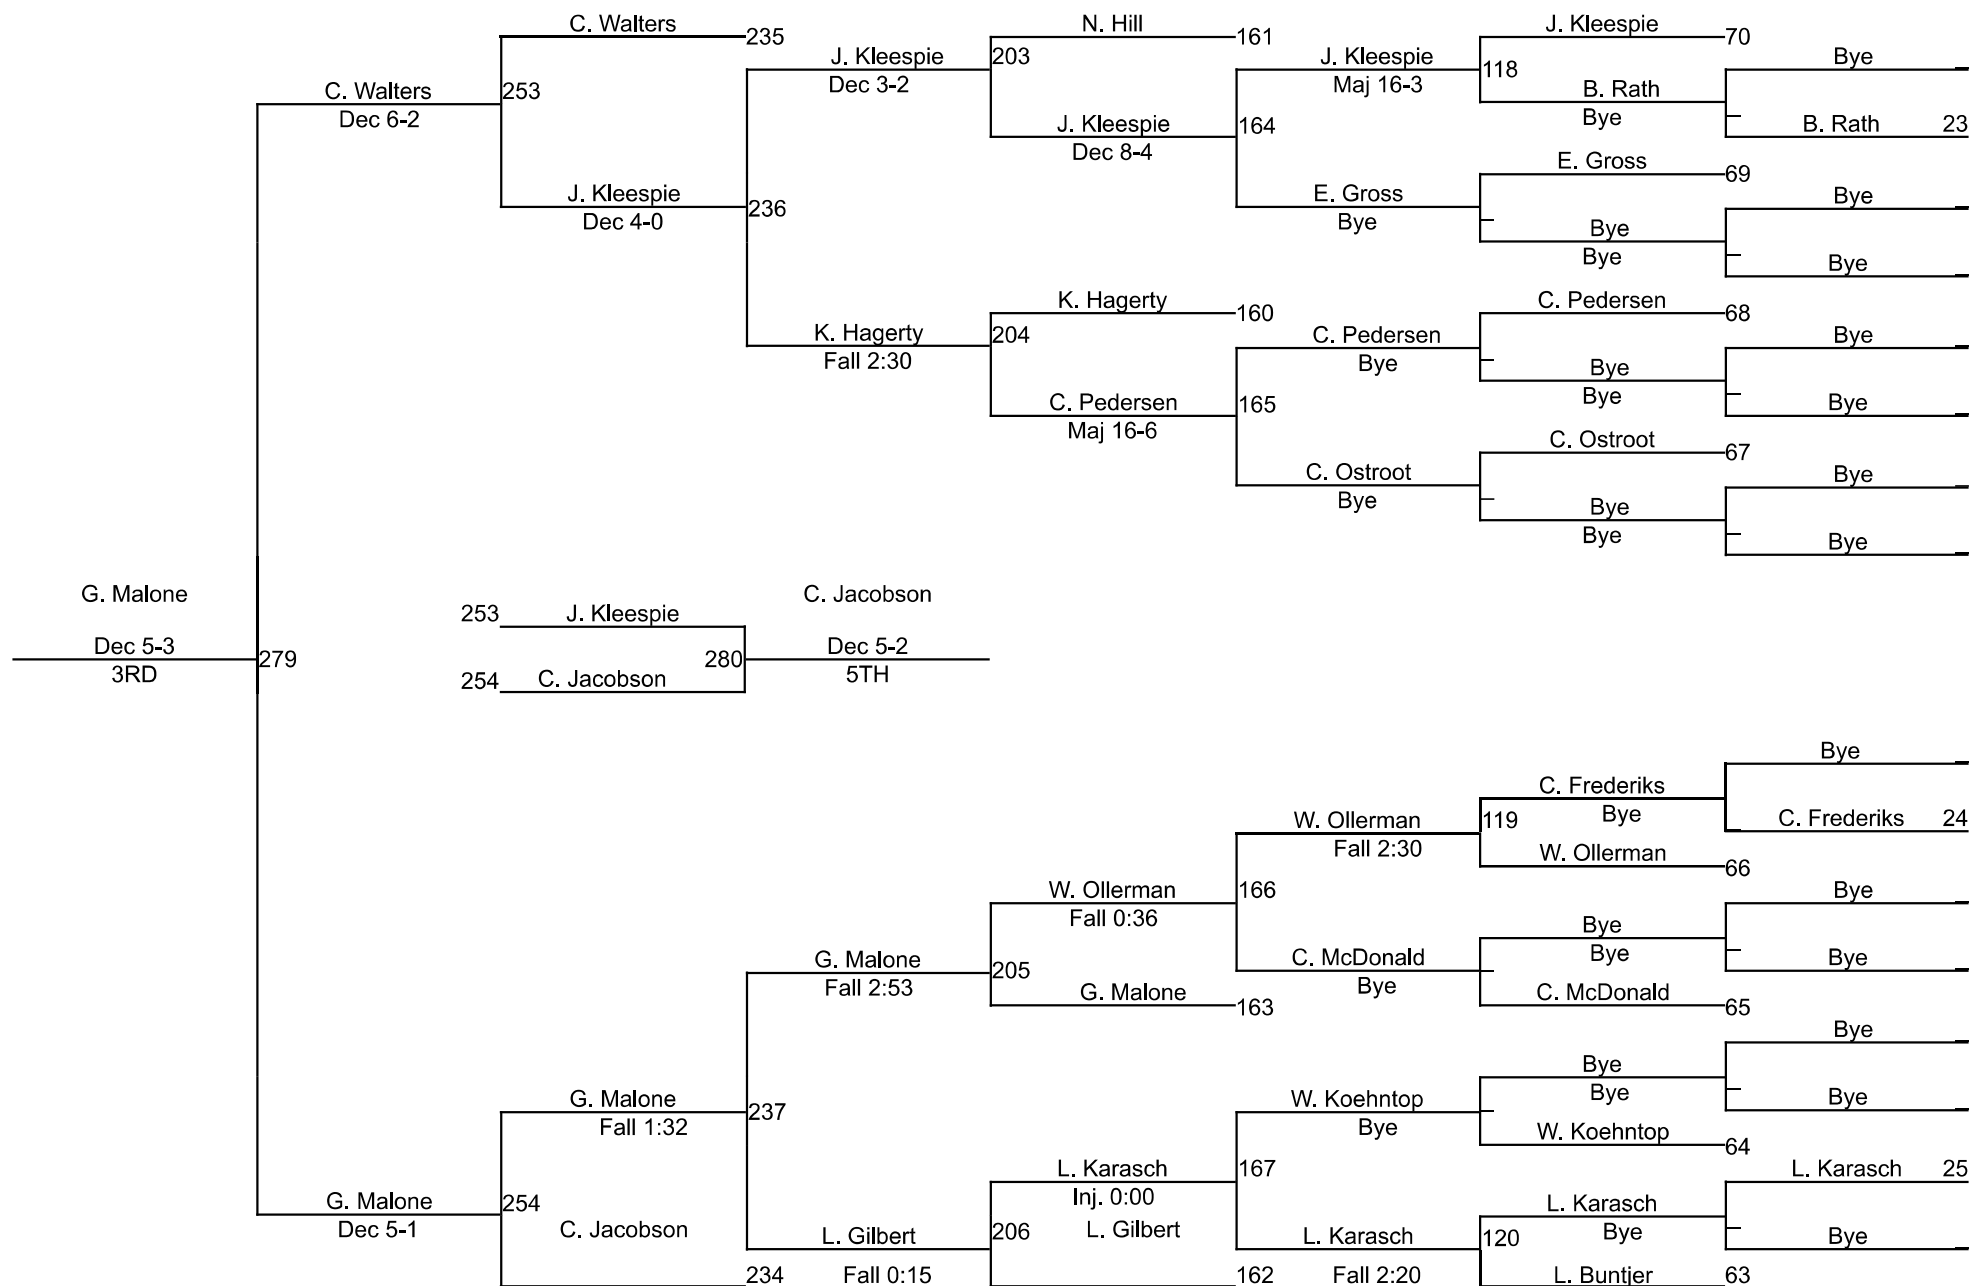 C. Walters
235
N. Hill
161
J. Kleespie
70
J. Kleespie
Dec 3-2
203
J. Kleespie
Maj 16-3
118
Bye
C. Walters
Dec 6-2
253
B. Rath
Bye
J. Kleespie
Dec 8-4
164
B. Rath 23
E. Gross
69
J. Kleespie
Dec 4-0
236
E. Gross
Bye
Bye
Bye
Bye
Bye
K. Hagerty
160
C. Pedersen
68
K. Hagerty
Fall 2:30
204
C. Pedersen
Bye
Bye
Bye
Bye
C. Pedersen
Maj 16-6
165
Bye
C. Ostroot
67
C. Ostroot
Bye
Bye
Bye
Bye
Bye
G. Malone
Dec 5-3
3RD
279
253
J. Kleespie
C. Jacobson
280
Dec 5-2
5TH
254
C. Jacobson
Bye
C. Frederiks
Bye
W. Ollerman
Fall 2:30
119
C. Frederiks 24
W. Ollerman
66
W. Ollerman
Fall 0:36
166
Bye
Bye
Bye
G. Malone
Fall 2:53
205
C. McDonald
Bye
Bye
G. Malone
163
C. McDonald
65
Bye
Bye
Bye
G. Malone
Fall 1:32
237
W. Koehntop
Bye
Bye
W. Koehntop
64
L. Karasch
Inj. 0:00
167
L. Karasch 25
G. Malone
Dec 5-1
254
L. Karasch
Bye
C. Jacobson
234
L. Gilbert
Fall 0:15
206
L. Gilbert
162
L. Karasch
Fall 2:20
120
Bye
L. Buntjer
63